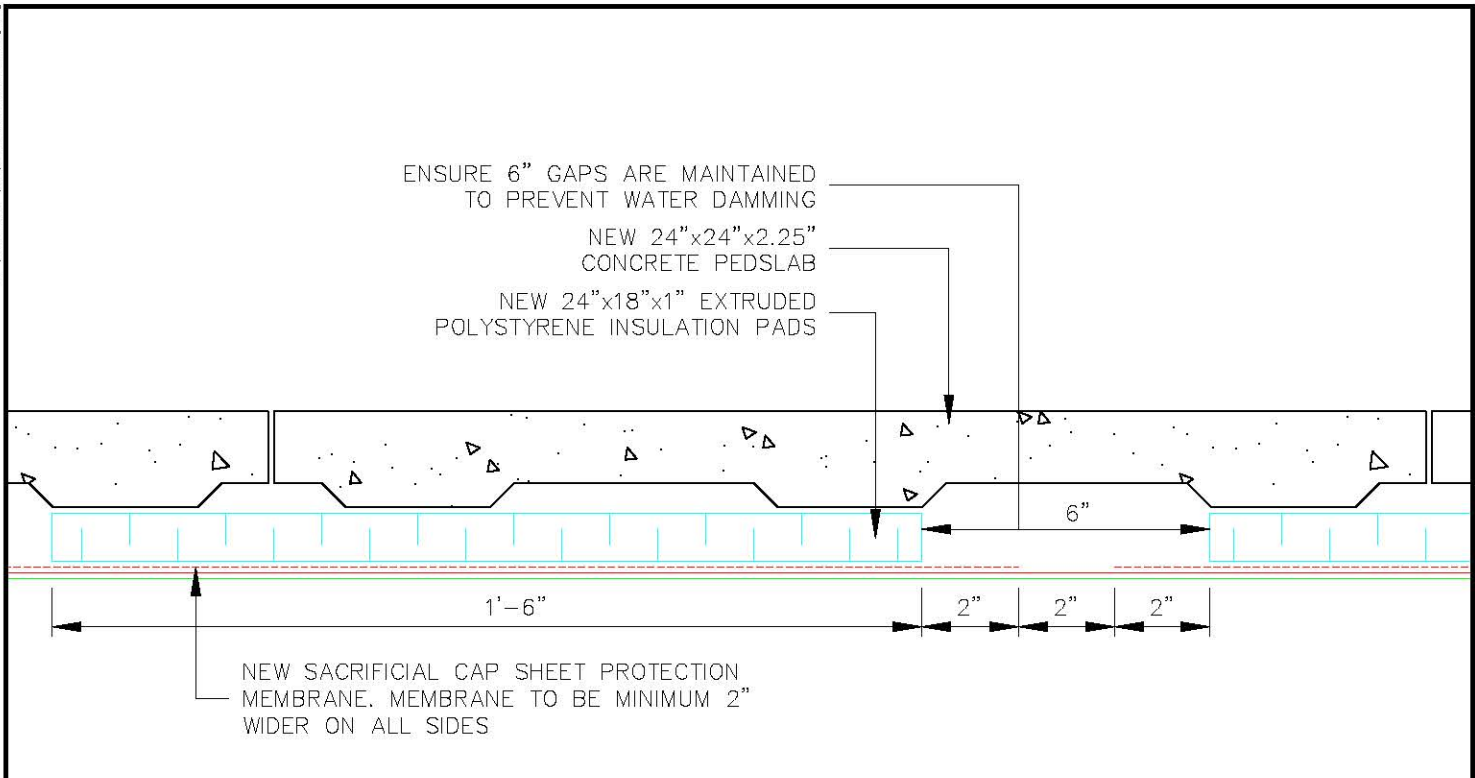 ENSURE 6” GAPS ARE MAINTAINED
TO PREVENT WATER DAMMING
NEW 24”x24”x2.25”
CONCRETE PEDSLAB
NEW 24”x18”x1” EXTRUDED
POLYSTYRENE INSULATION PADS
6”
1’-6”
2”
2”
2”
NEW SACRIFICIAL CAP SHEET PROTECTION
MEMBRANE. MEMBRANE TO BE MINIMUM 2”
WIDER ON ALL SIDES